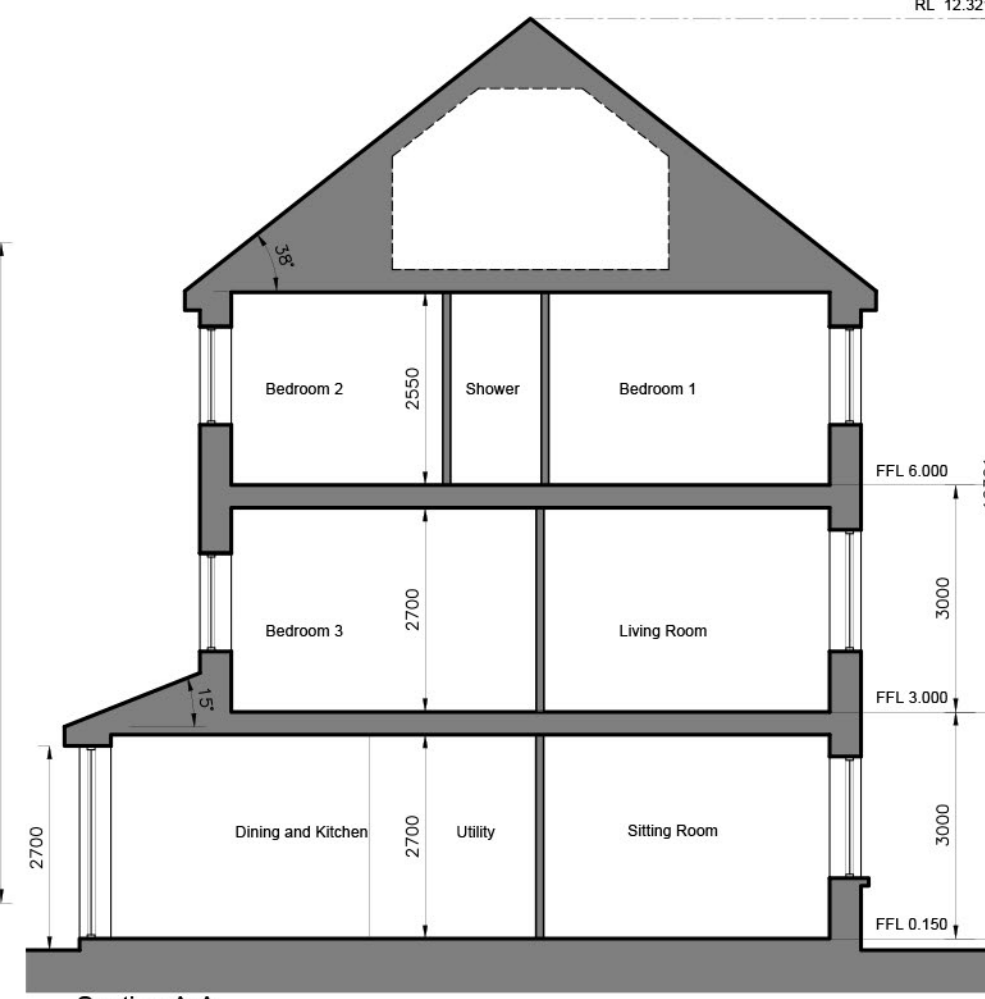 RL 12.32
38°
Bedroom 2
2550
Shower
Bedroom 1
FFL 6.000
Bedroom 3
2700
Living Room
3000
15°
FFL 3.000
2700
Dining and Kitchen
2700
Utility
Sitting Room
3000
FFL 0.150